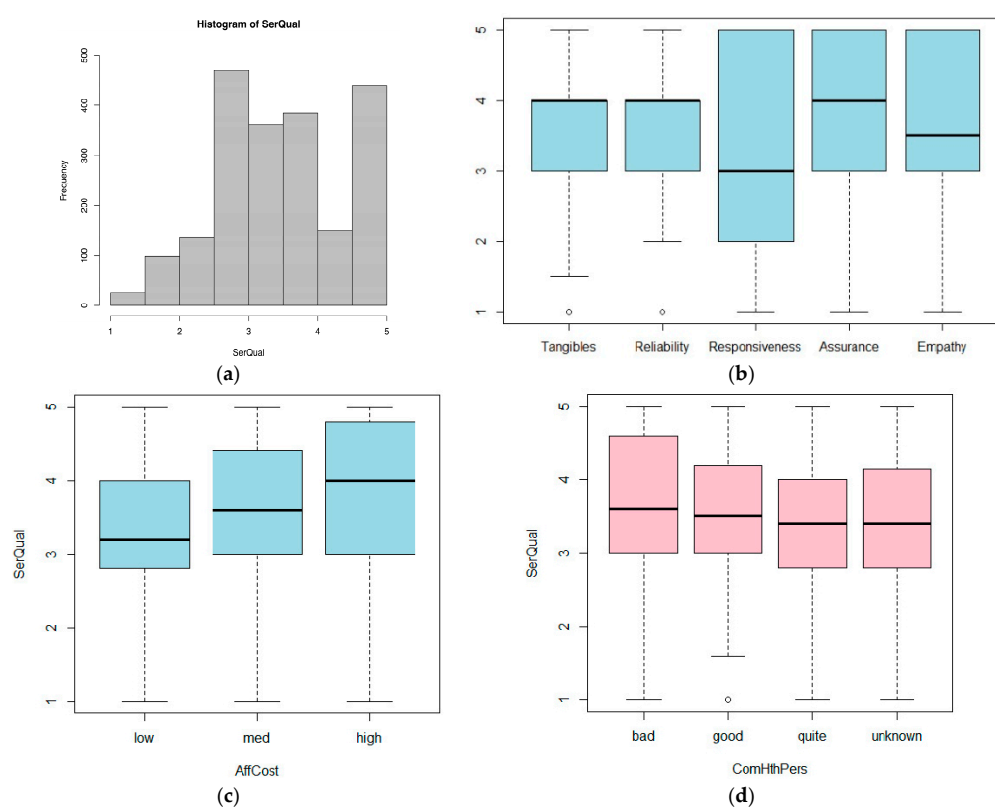 Histogram of SerQual
Frecuency
500
400
300
200
100
0
1 2 3 4 5
SerQual
(a)
5
4
3
2
1
Tangibles Reliability Responsiveness Assurance Empathy
(b)
SerQual
5
4
3
2
1
low med high
AffCost
(c)
SerQual
5
4
3
2
1
bad good quite unknown
ComHthPers
(d)